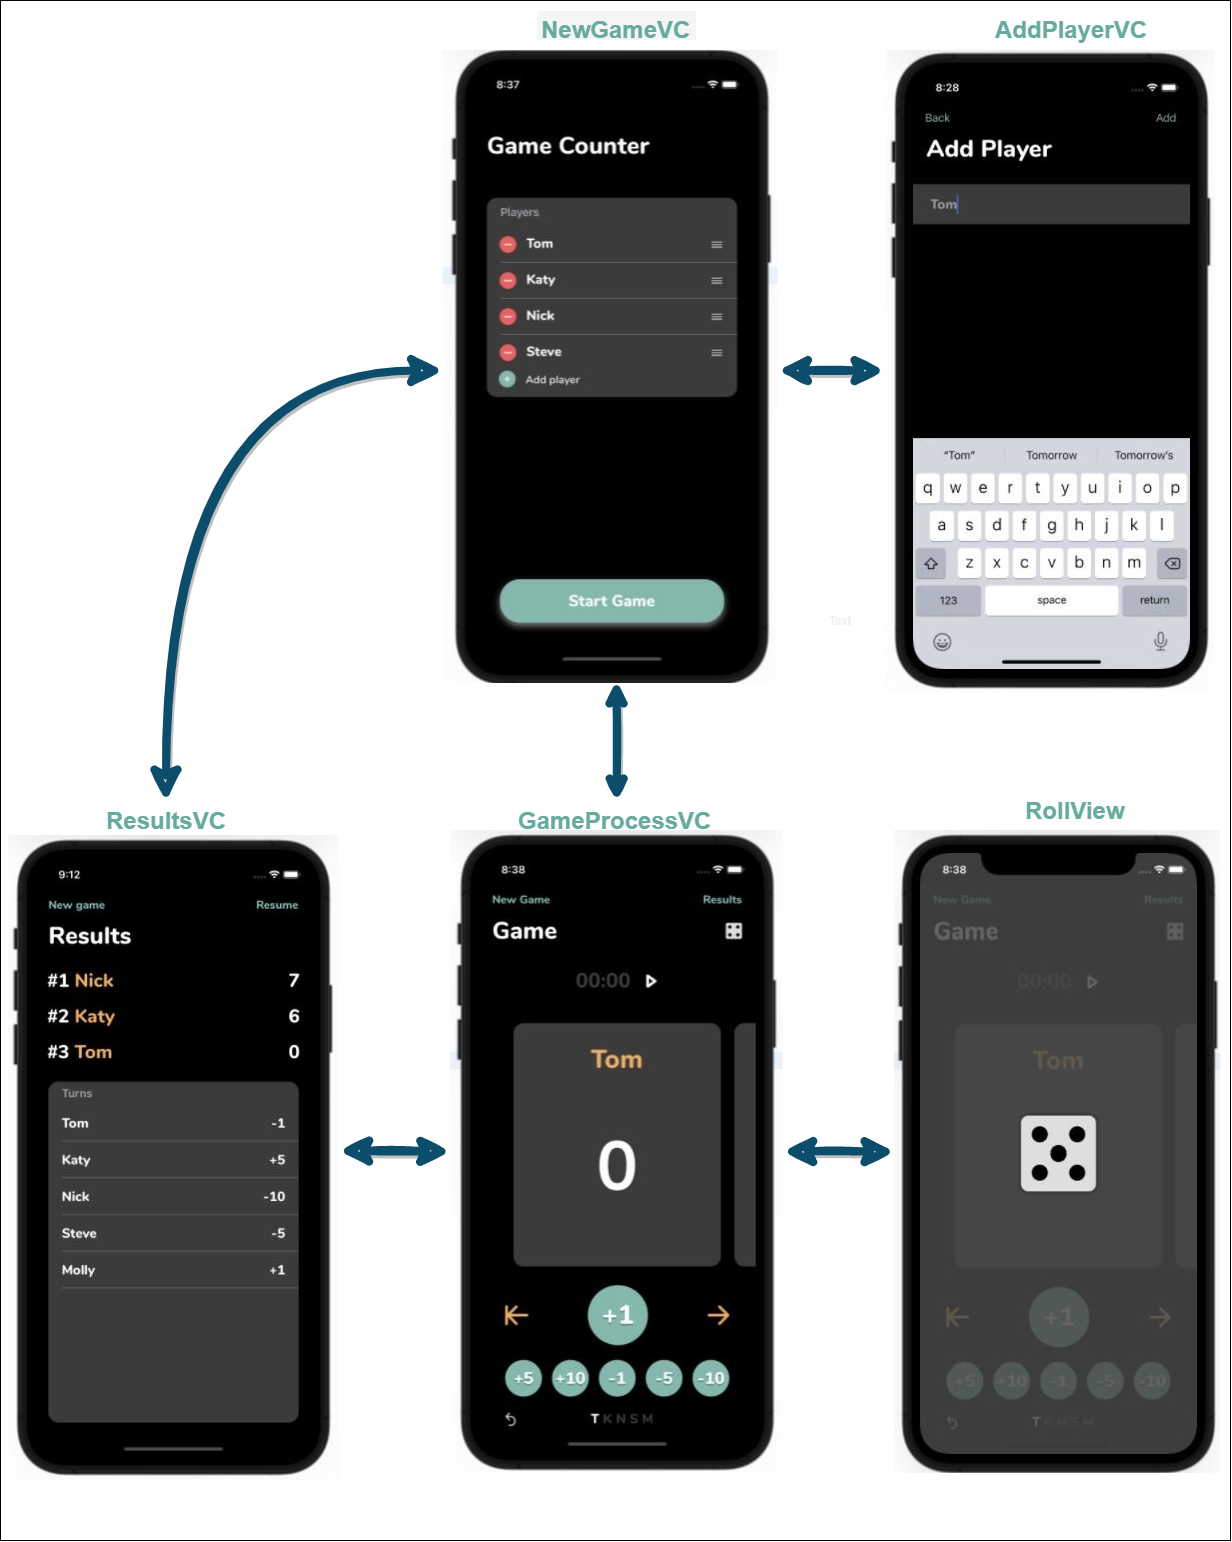 NewGameVC
8:37
Game Counter
Players
Tom
Katy
Nick
Steve
Add player
Start Game
AddPlayerVC
8:28
Back Add
Add Player
Tom
"Tom" Tomorrow Tomorrow's
q w e r t y u i o p
a s d f g h j k l
z x c v b n m
123 space return
Text
ResultsVC
9:12
New game Resume
Results
#1 Nick 7
#2 Katy 6
#3 Tom 0
Turns
Tom -1
Katy +5
Nick -10
Steve -5
Molly +1
GameProcessVC
8:38
New Game Results
Game
00:00
Tom
0
+1
+5 +10 -1 -5 -10
T K N S M
RollView
8:38
New Game Results
Game
00:00
Tom
+1
+5 +10 -1 -5 -10
T K N S M